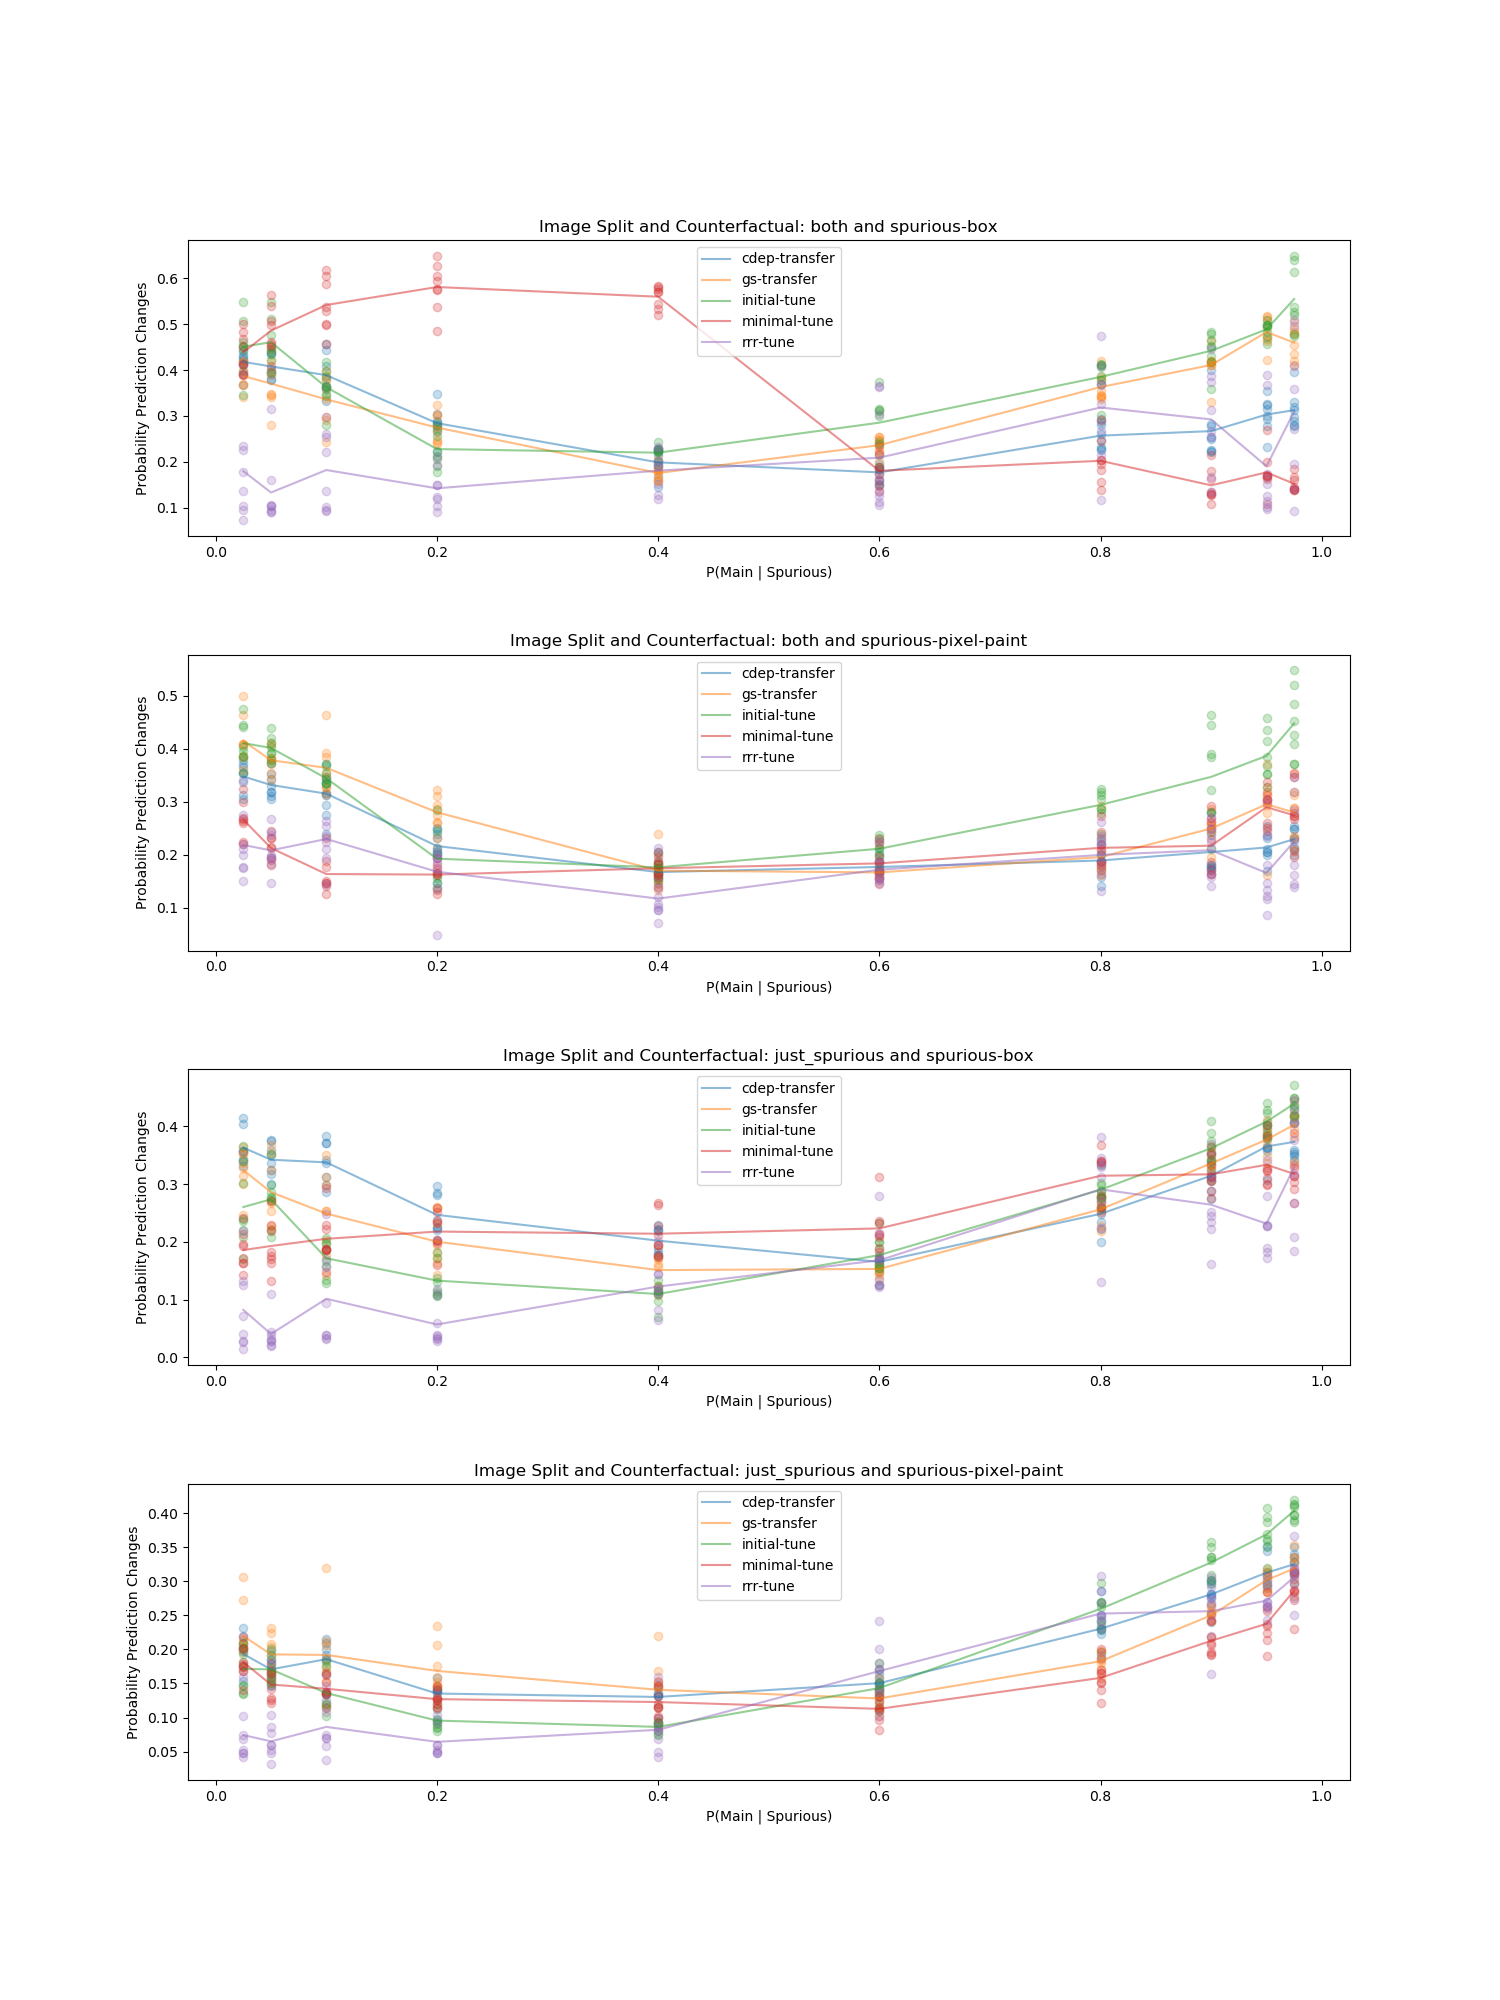 Image Split and Counterfactual: both and spurious-box
cdep-transfer
gs-transfer
initial-tune
minimal-tune
rrr-tune
Probability Prediction Changes
0.6
0.5
0.4
0.3
0.2
0.1
0.0 0.2 0.4 0.6 0.8 1.0
P(Main | Spurious)
Image Split and Counterfactual: both and spurious-pixel-paint
cdep-transfer
gs-transfer
initial-tune
minimal-tune
rrr-tune
Probability Prediction Changes
0.5
0.4
0.3
0.2
0.1
0.0 0.2 0.4 0.6 0.8 1.0
P(Main | Spurious)
Image Split and Counterfactual: just_spurious and spurious-box
cdep-transfer
gs-transfer
initial-tune
minimal-tune
rrr-tune
Probability Prediction Changes
0.4
0.3
0.2
0.1
0.0
0.0 0.2 0.4 0.6 0.8 1.0
P(Main | Spurious)
Image Split and Counterfactual: just_spurious and spurious-pixel-paint
cdep-transfer
gs-transfer
initial-tune
minimal-tune
rrr-tune
Probability Prediction Changes
0.40
0.35
0.30
0.25
0.20
0.15
0.10
0.05
0.0 0.2 0.4 0.6 0.8 1.0
P(Main | Spurious)